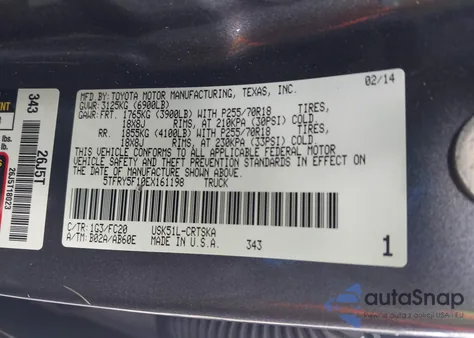 MFD.BY: TOYOTA MOTOR MANUFACTURING, TEXAS, INC.
02/14
GVWR: 3125KG (6900LB)
GAWR: FRT. 1765KG (3900LB) WITH P255/70R18 TIRES,
18X8J RIMS, AT 210KPA (30PSI) COLD
RR. 1855KG (4100LB) WITH P255/70R18 TIRES,
18X8J RIMS, AT 230KPA (33PSI) COLD
THIS VEHICLE CONFORMS TO ALL APPLICABLE FEDERAL MOTOR
VEHICLE SAFETY AND THEFT PREVENTION STANDARDS IN EFFECT ON
THE DATE OF MANUFACTURE SHOWN ABOVE.
5TFRY5F10EX161198 TRUCK
C/TR: 1G3/FC20 USK51L-CRTSKA
A/TM: B02A/AB60E MADE IN U.S.A. 343
1
343
26J5T
26J5T18023
autoSnap